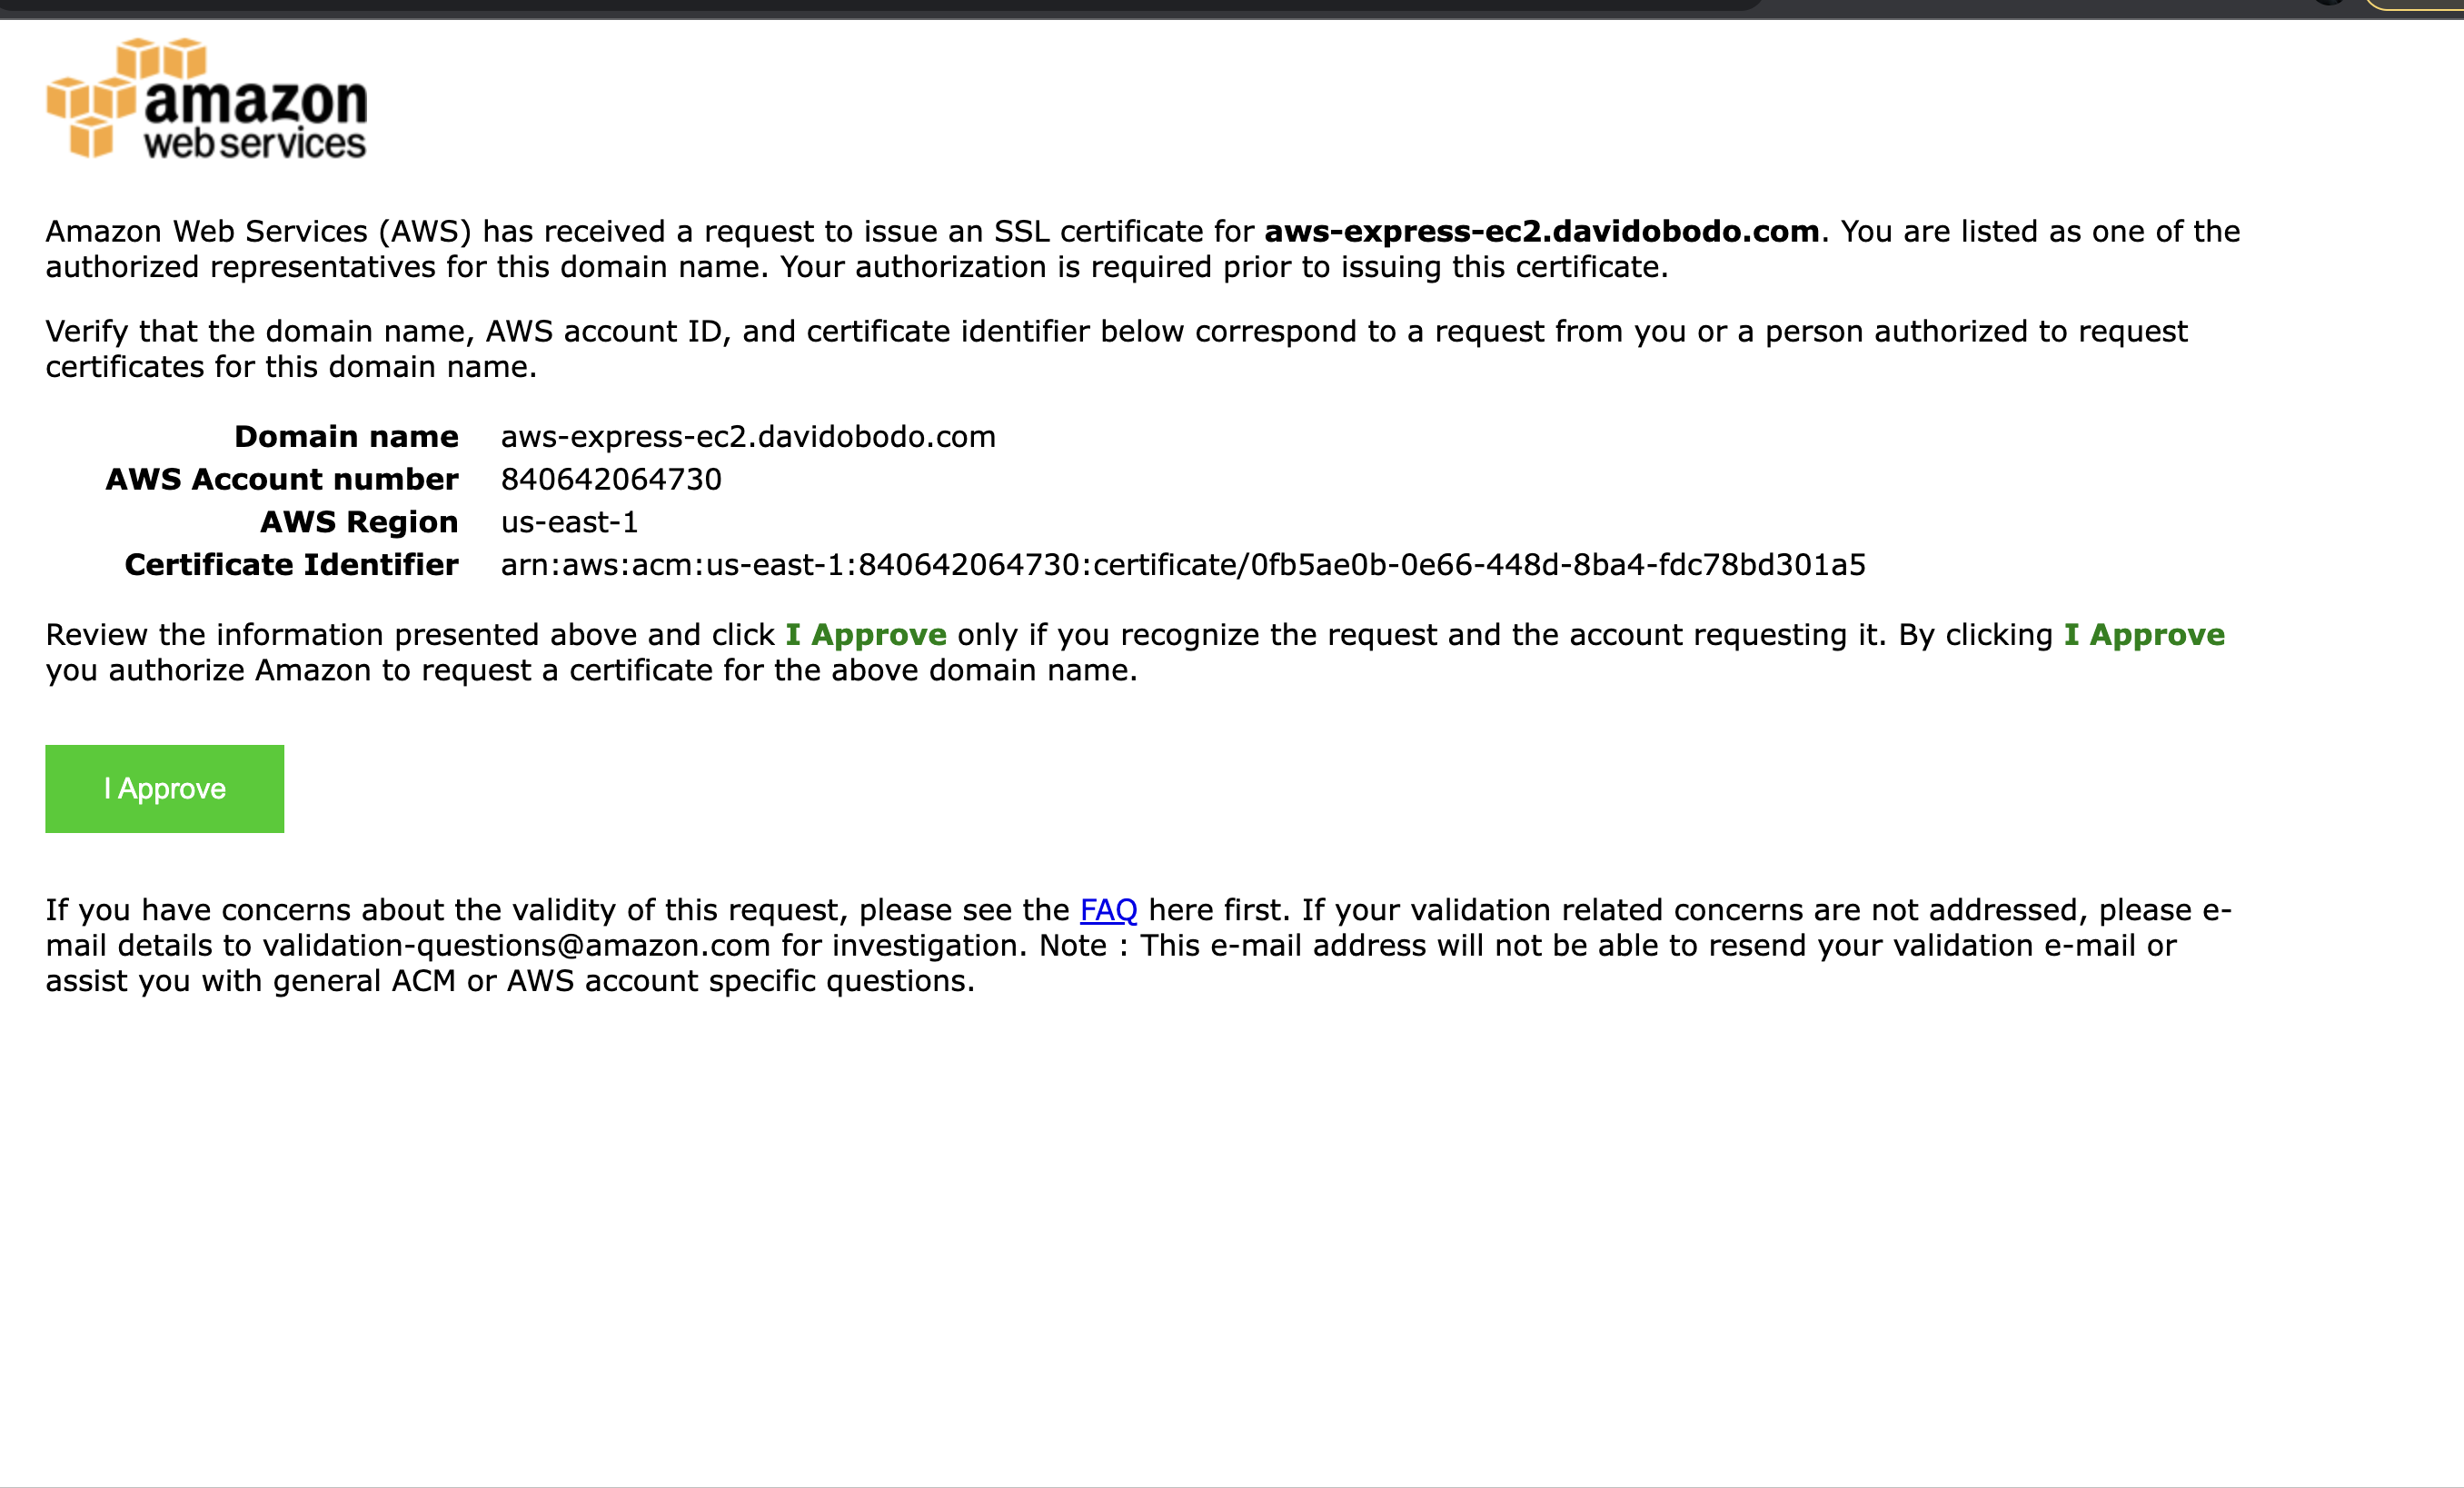 amazon
web services
Amazon Web Services (AWS) has received a request to issue an SSL certificate for aws-express-ec2.davidobodo.com. You are listed as one of the
authorized representatives for this domain name. Your authorization is required prior to issuing this certificate.
Verify that the domain name, AWS account ID, and certificate identifier below correspond to a request from you or a person authorized to request
certificates for this domain name.
Domain name aws-express-ec2.davidobodo.com
AWS Account number 840642064730
AWS Region us-east-1
Certificate Identifier arn:aws:acm:us-east-1:840642064730:certificate/0fb5ae0b-0e66-448d-8ba4-fdc78bd301a5
Review the information presented above and click I Approve only if you recognize the request and the account requesting it. By clicking I Approve
you authorize Amazon to request a certificate for the above domain name.
I Approve
If you have concerns about the validity of this request, please see the FAQ here first. If your validation related concerns are not addressed, please e-
mail details to validation-questions@amazon.com for investigation. Note : This e-mail address will not be able to resend your validation e-mail or
assist you with general ACM or AWS account specific questions.